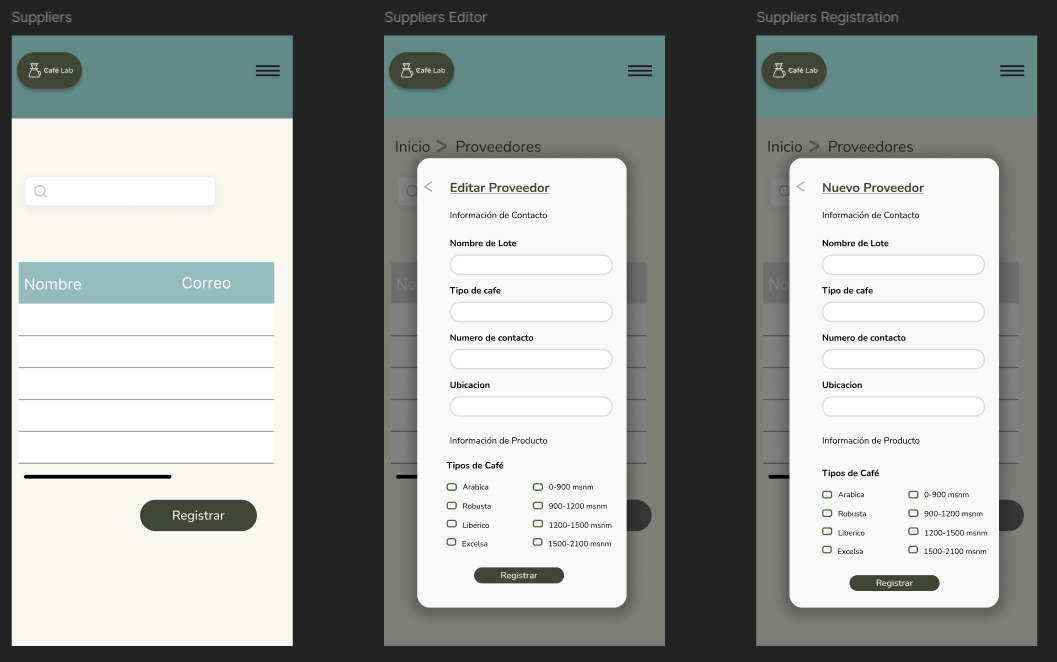 Suppliers
Café Lab
Nombre
Correo
Registrar
Suppliers Editor
Café Lab
Inicio > Proveedores
No
< Editar Proveedor
Información de Contacto
Nombre de Lote
Tipo de cafe
Numero de contacto
Ubicacion
Información de Producto
Tipos de Café
Arabica
0-900 msnm
Robusta
900-1200 msnm
Liberico
1200-1500 msnm
Excelsa
1500-2100 msnm
Registrar
Suppliers Registration
Café Lab
Inicio > Proveedores
No
< Nuevo Proveedor
Información de Contacto
Nombre de Lote
Tipo de cafe
Numero de contacto
Ubicacion
Información de Producto
Tipos de Café
Arabica
0-900 msnm
Robusta
900-1200 msnm
Liberico
1200-1500 msnm
Excelsa
1500-2100 msnm
Registrar